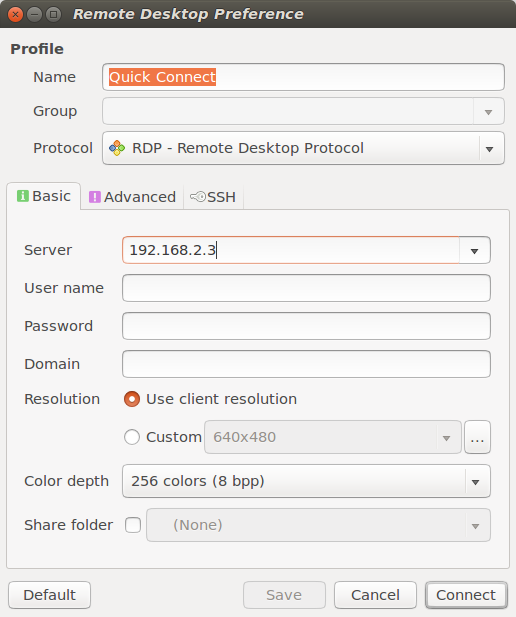 Remote Desktop Preference
Profile
Name Quick Connect
Group
Protocol RDP - Remote Desktop Protocol
Basic Advanced SSH
Server 192.168.2.3
User name
Password
Domain
Resolution Use client resolution
Custom 640x480 ...
Color depth 256 colors (8 bpp)
Share folder (None)
Default Save Cancel Connect